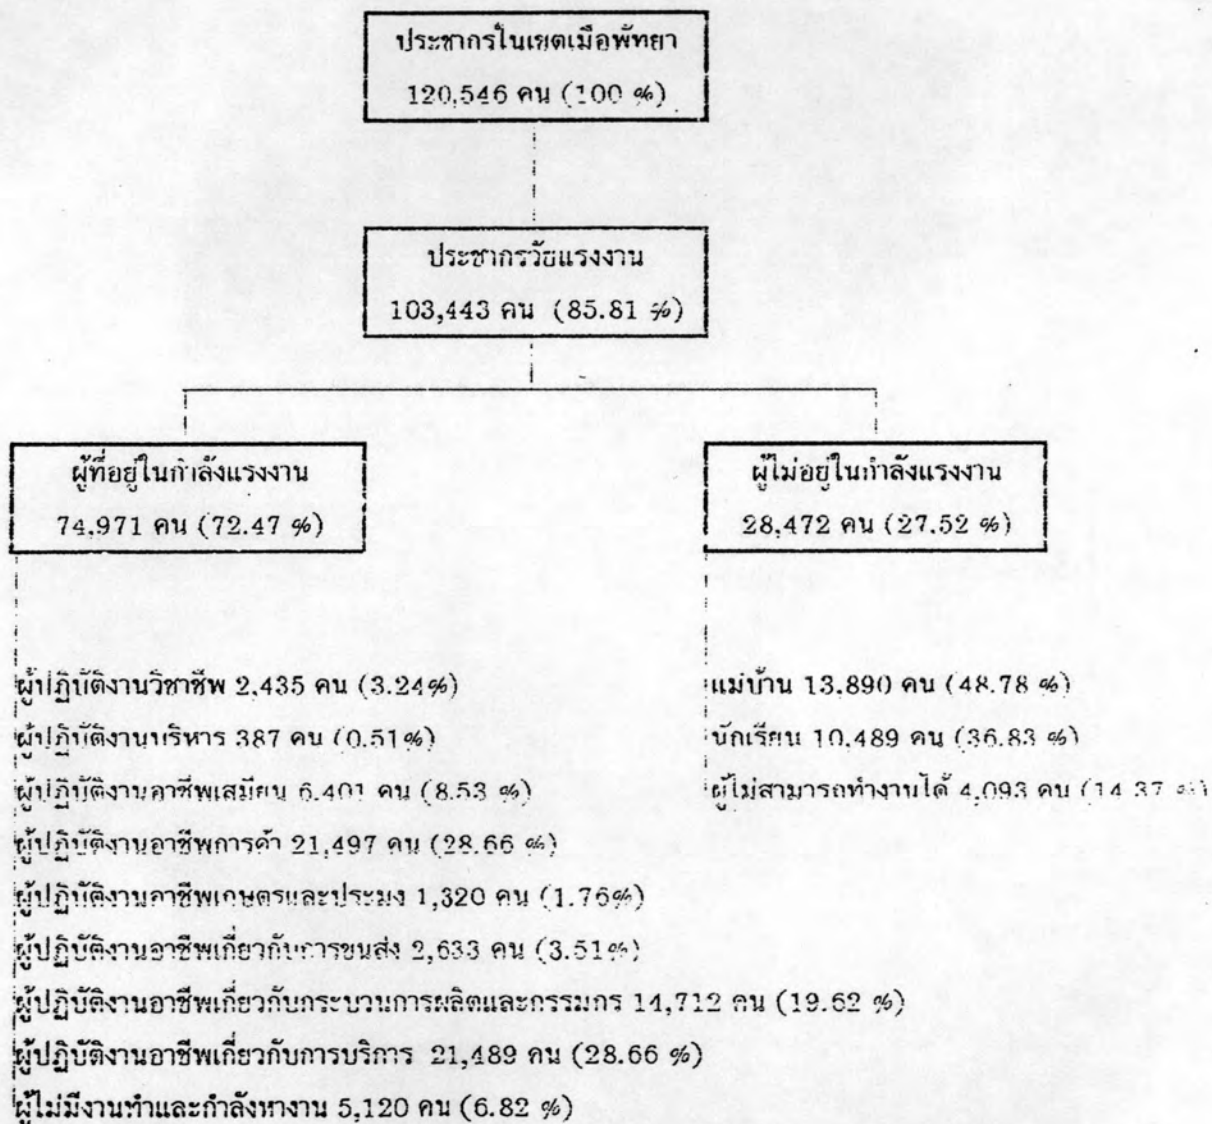 ประชากรในเขตเมือพัทยา
120,546 คน (100 %)
ประชากรวัยแรงงาน
103,443 คน (85.81 %)
ผู้ที่อยู่ในกำลังแรงงาน
74,971 คน (72.47 %)
ผู้ไม่อยู่ในกำลังแรงงาน
28,472 คน (27.52 %)
ผู้ปฏิบัติงานวิชาชีพ 2,435 คน (3.24%)
ผู้ปฏิบัติงานบริหาร 387 คน (0.51%)
ผู้ปฏิบัติงานอาชีพเสมียน 6,401 คน (8.53 %)
ผู้ปฏิบัติงานอาชีพการค้า 21,497 คน (28.66 %)
ผู้ปฏิบัติงานอาชีพเกษตรและประมง 1,320 คน (1.76%)
ผู้ปฏิบัติงานอาชีพเกี่ยวกับการขนส่ง 2,633 คน (3.51%)
ผู้ปฏิบัติงานอาชีพเกี่ยวกับกระบวนการผลิตและกรรมกร 14,712 คน (19.62 %)
ผู้ปฏิบัติงานอาชีพเกี่ยวกับการบริการ 21,489 คน (28.66 %)
ผู้ไม่มีงานทำและกำลังหางาน 5,120 คน (6.82 %)
แม่บ้าน 13,890 คน (48.78 %)
นักเรียน 10,489 คน (36.83 %)
ผู้ไม่สามารถทำงานได้ 4,093 คน (14.37 %)